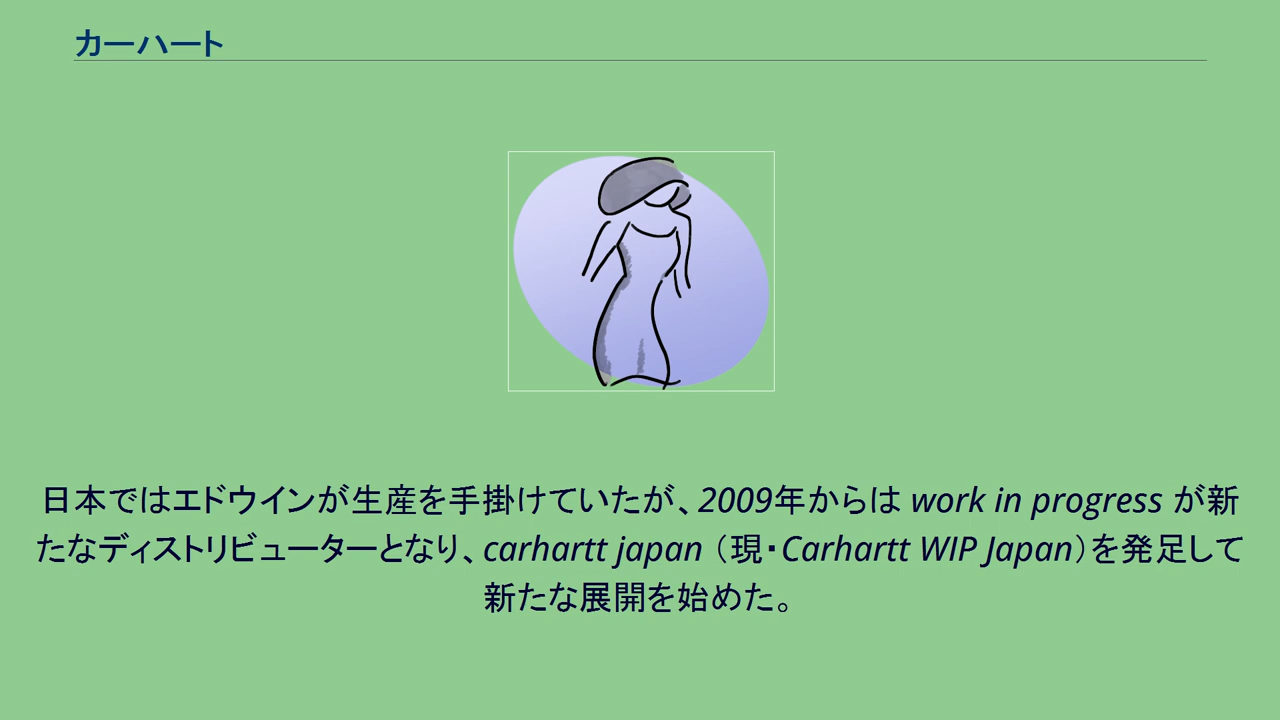 カーハート
日本ではエドウインが生産を手掛けていたが、2009年からは work in progress が新
たなディストリビューターとなり、carhartt japan （現・Carhartt WIP Japan）を発足して
新たな展開を始めた。